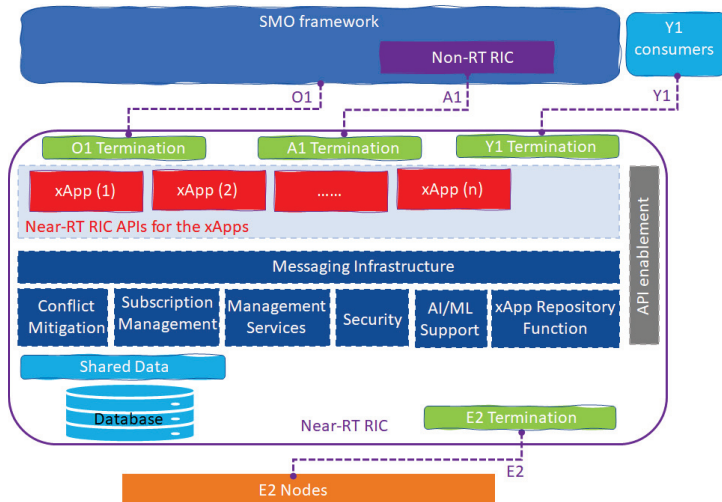 SMO framework
Y1
consumers
Non-RT RIC
O1
A1
Y1
O1 Termination
A1 Termination
Y1 Termination
xApp (1)
xApp (2)
......
xApp (n)
Near-RT RIC APIs for the xApps
API enablement
Messaging Infrastructure
Conflict
Mitigation
Subscription
Management
Management
Services
Security
AI/ML
Support
xApp Repository
Function
Shared Data
Database
Near-RT RIC
E2 Termination
E2
E2 Nodes